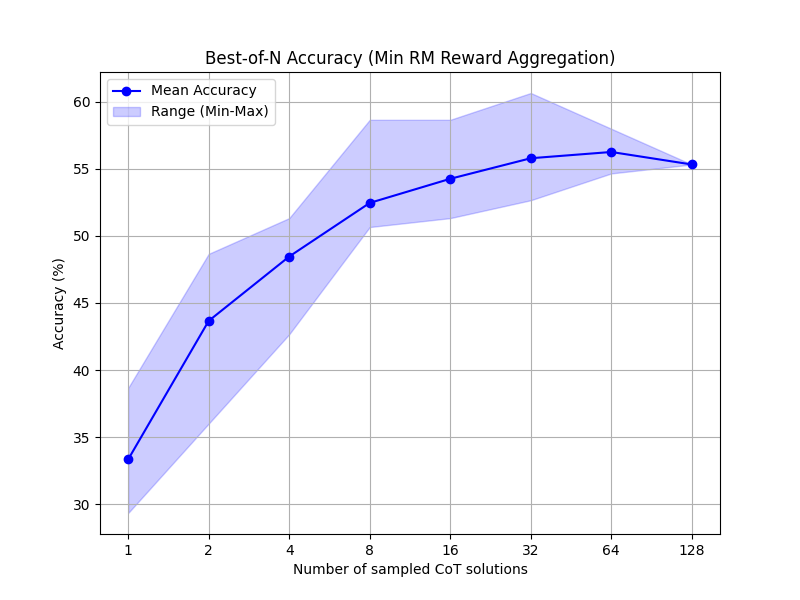 Best-of-N Accuracy (Min RM Reward Aggregation)
Mean Accuracy
Range (Min-Max)
Accuracy (%)
60
55
50
45
40
35
30
1 2 4 8 16 32 64 128
Number of sampled CoT solutions